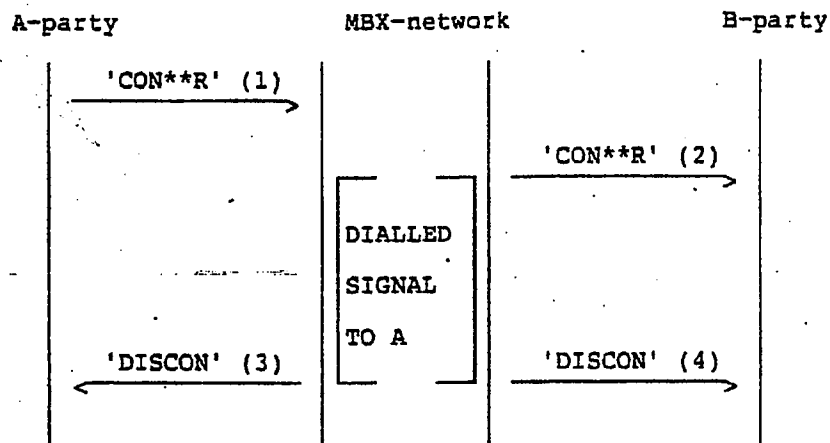 A-party MBX-network B-party
'CON**R' (1)
'CON**R' (2)
DIALLED
SIGNAL
TO A
'DISCON' (3) 'DISCON' (4)